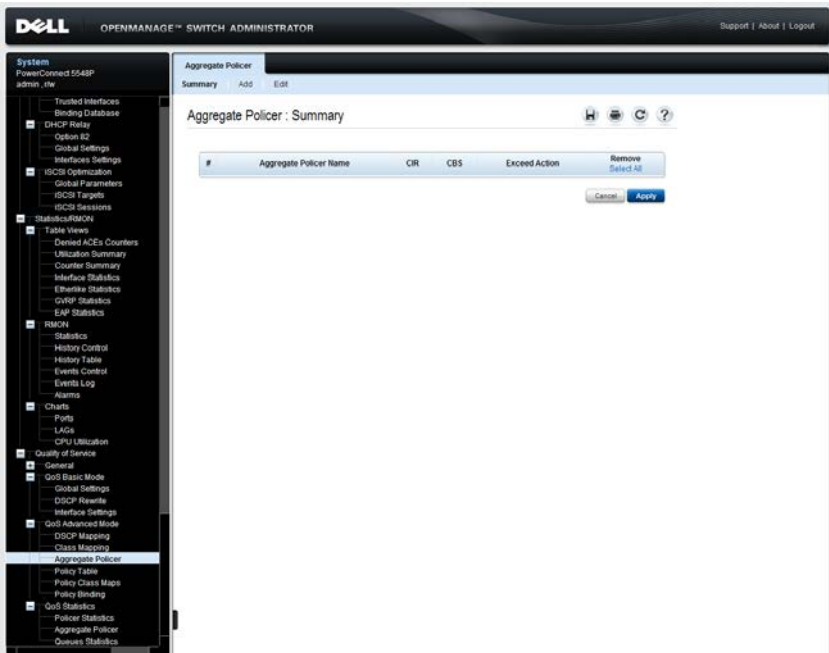 DELL
OPENMANAGE™ SWITCH ADMINISTRATOR
Support | About | Logout
System
PowerConnect 5548P
admin , r/w
Trusted Interfaces
Binding Database
DHCP Relay
Option 82
Global Settings
Interfaces Settings
iSCSI Optimization
Global Parameters
iSCSI Targets
iSCSI Sessions
Statistics/RMON
Table Views
Denied ACEs Counters
Utilization Summary
Counter Summary
Interface Statistics
Etherlike Statistics
GVRP Statistics
EAP Statistics
RMON
Statistics
History Control
History Table
Events Control
Events Log
Alarms
Charts
Ports
LAGs
CPU Utilization
Quality of Service
General
QoS Basic Mode
Global Settings
DSCP Rewrite
Interface Settings
QoS Advanced Mode
DSCP Mapping
Class Mapping
Aggregate Policer
Policy Table
Policy Class Maps
Policy Binding
QoS Statistics
Policer Statistics
Aggregate Policer
Queues Statistics
Aggregate Policer
Summary Add Edit
Aggregate Policer : Summary
?
# Aggregate Policer Name CIR CBS Exceed Action Remove
Select All
Cancel Apply